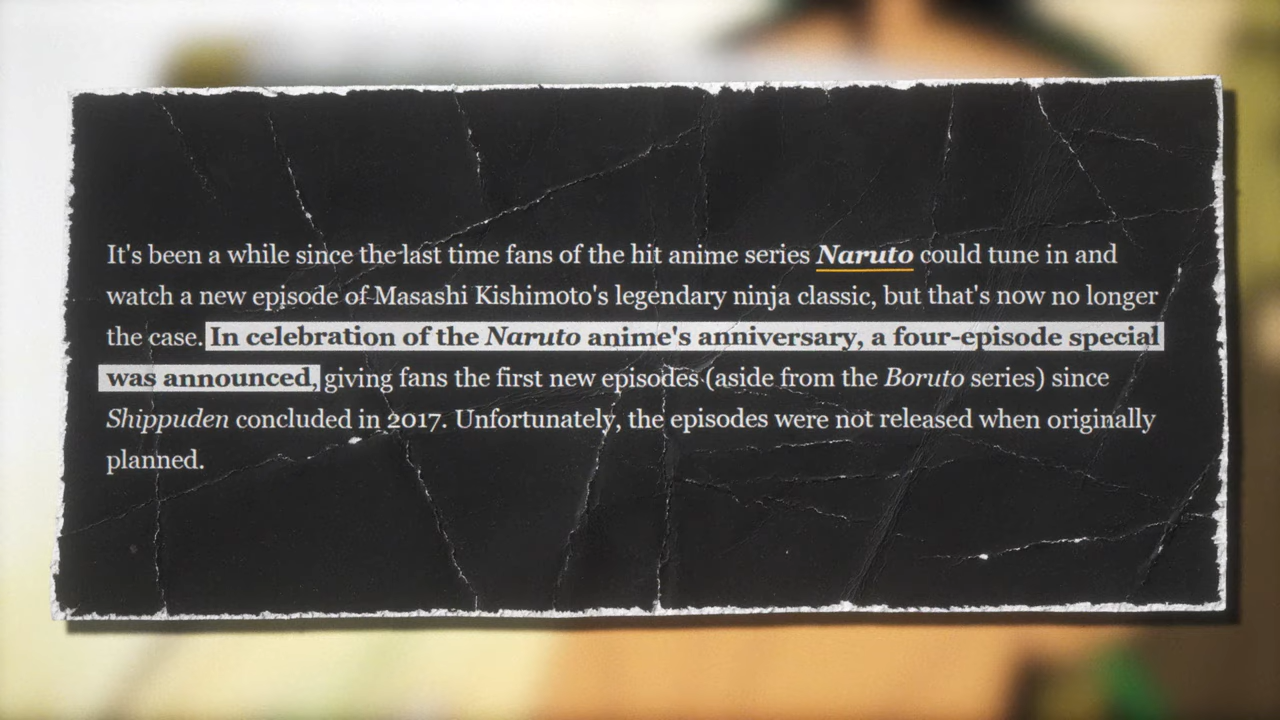 It's been a while since the last time fans of the hit anime series Naruto could tune in and
watch a new episode of Masashi Kishimoto's legendary ninja classic, but that's now no longer
the case. In celebration of the Naruto anime's anniversary, a four-episode special
was announced, giving fans the first new episodes (aside from the Boruto series) since
Shippuden concluded in 2017. Unfortunately, the episodes were not released when originally
planned.